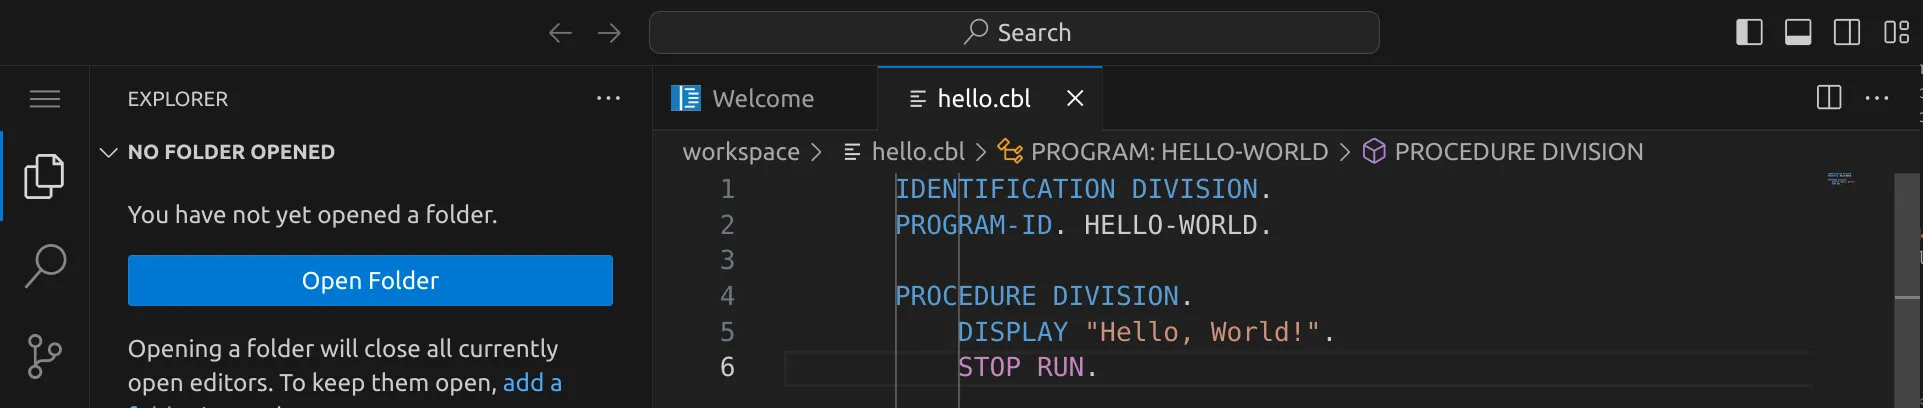 Search
EXPLORER
NO FOLDER OPENED
You have not yet opened a folder.
Open Folder
Opening a folder will close all currently
open editors. To keep them open, add a
Welcome
hello.cbl
workspace > hello.cbl > PROGRAM: HELLO-WORLD > PROCEDURE DIVISION
1 IDENTIFICATION DIVISION.
2 PROGRAM-ID. HELLO-WORLD.
3
4 PROCEDURE DIVISION.
5 DISPLAY "Hello, World!".
6 STOP RUN.